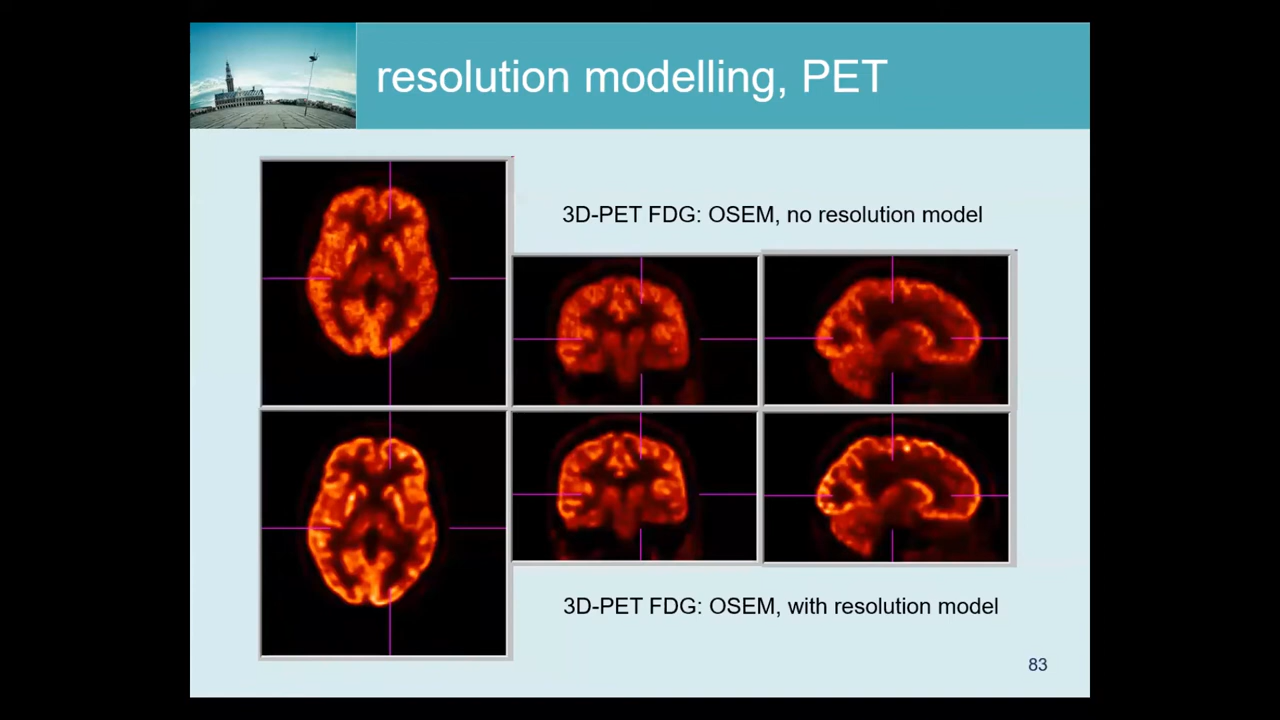 resolution modelling, PET
3D-PET FDG: OSEM, no resolution model
3D-PET FDG: OSEM, with resolution model
83